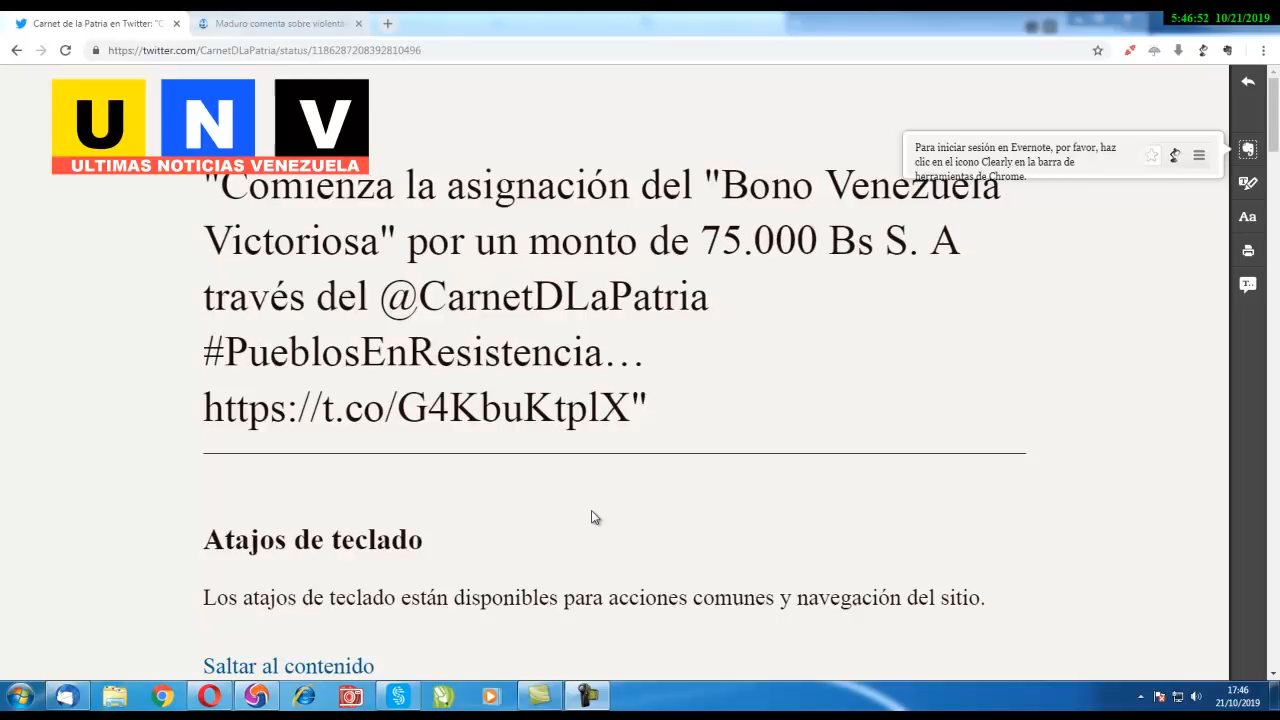 5:46:52 10/21/2019
Carnet de la Patria en Twitter: "C
Maduro comenta sobre violenta
https://twitter.com/CarnetDLaPatria/status/1186287208392810496
U N V
ULTIMAS NOTICIAS VENEZUELA
Para iniciar sesión en Evernote, por favor, haz
clic en el icono Clearly en la barra de
herramientas de Chrome.
"Comienza la asignación del "Bono Venezuela
Victoriosa" por un monto de 75.000 Bs S. A
través del @CarnetDLaPatria
#PueblosEnResistencia…
https://t.co/G4KbuKtplX"
Aa
T..
Atajos de teclado
Los atajos de teclado están disponibles para acciones comunes y navegación del sitio.
Saltar al contenido
17:46
21/10/2019